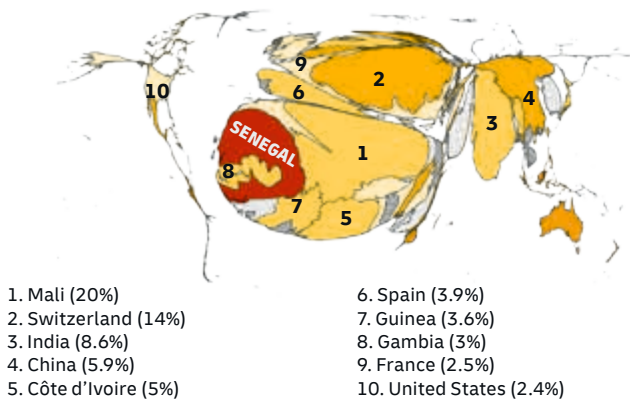 9
2
10
6
4
3
SENEGAL
1
8
7
5
1. Mali (20%)
2. Switzerland (14%)
3. India (8.6%)
4. China (5.9%)
5. Côte d'Ivoire (5%)
6. Spain (3.9%)
7. Guinea (3.6%)
8. Gambia (3%)
9. France (2.5%)
10. United States (2.4%)